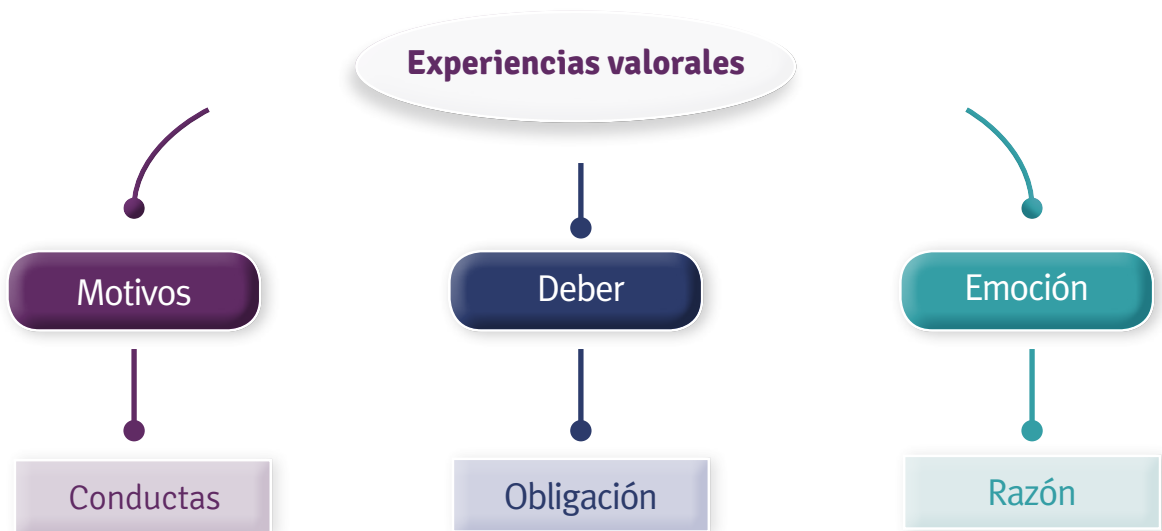 Experiencias valorales
Motivos
Deber
Emoción
Conductas
Obligación
Razón